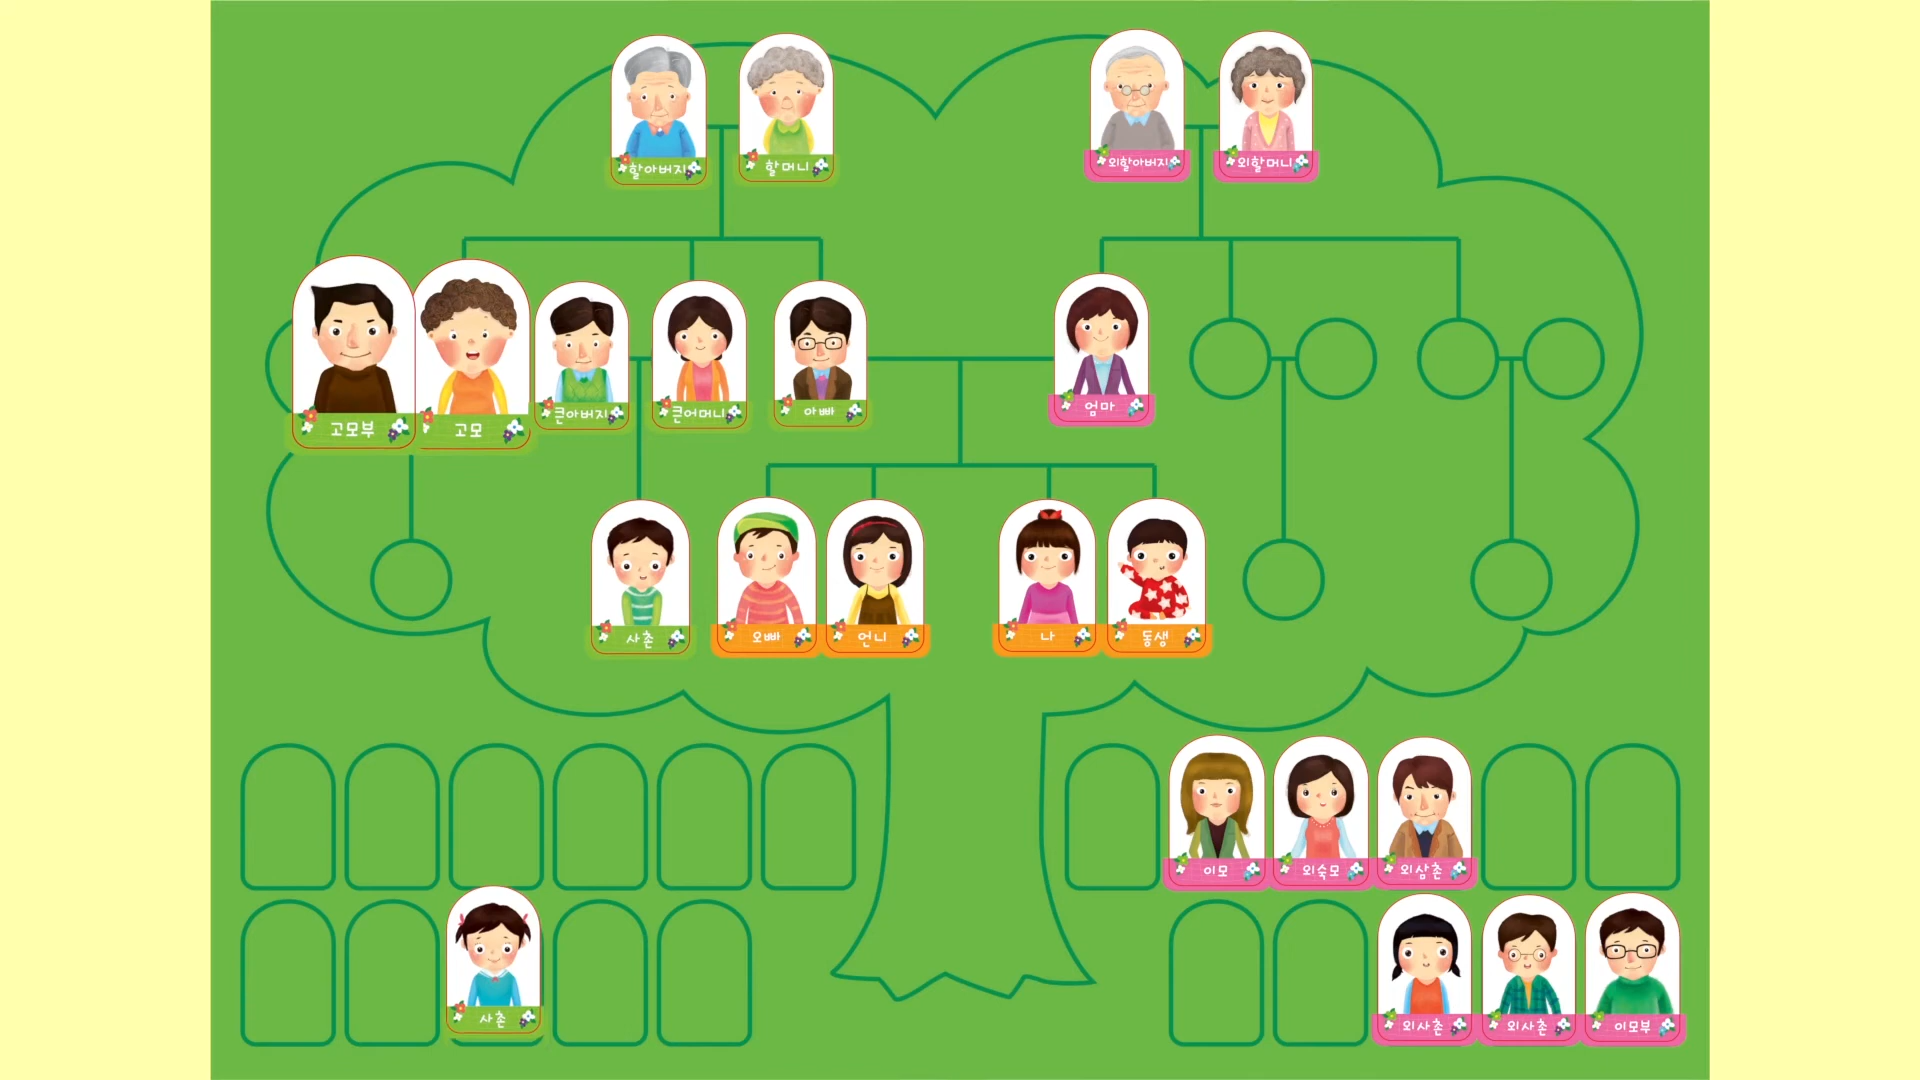 할아버지
할머니
외할아버지
외할머니
고모부
고모
큰아버지
큰어머니
아빠
엄마
사촌
오빠
언니
나
동생
이모
외숙모
외삼촌
사촌
외사촌
외사촌
이모부